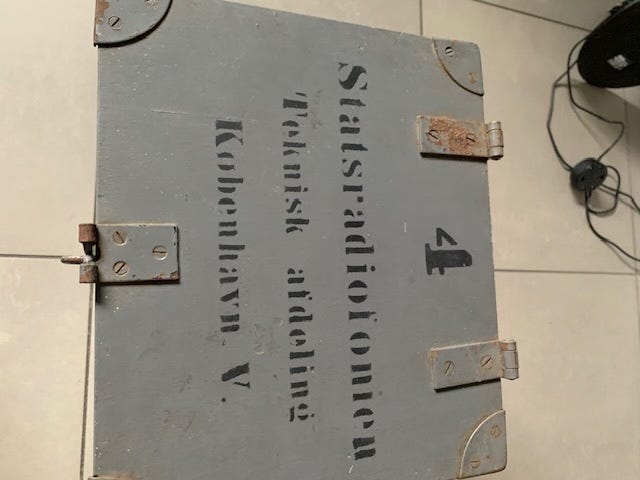 4
Statsradiofonien
Teknisk afdeling
Kobenhavn V.